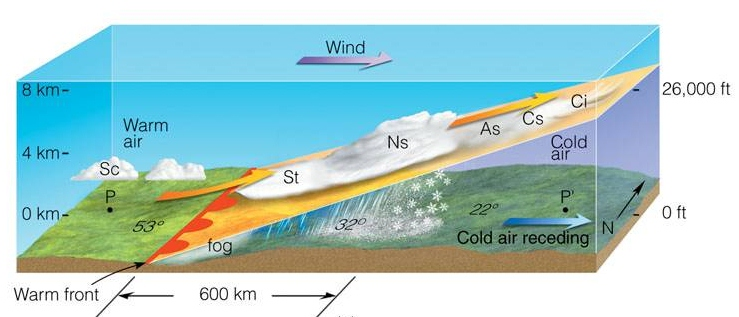 Wind
8 km-
26,000 ft
Warm
air
Ci
Cs
As
Ns
Cold
air
4 km-
Sc
St
P
P'
0 km-
53°
fog
32°
22°
Cold air receding
N
0 ft
Warm front
600 km